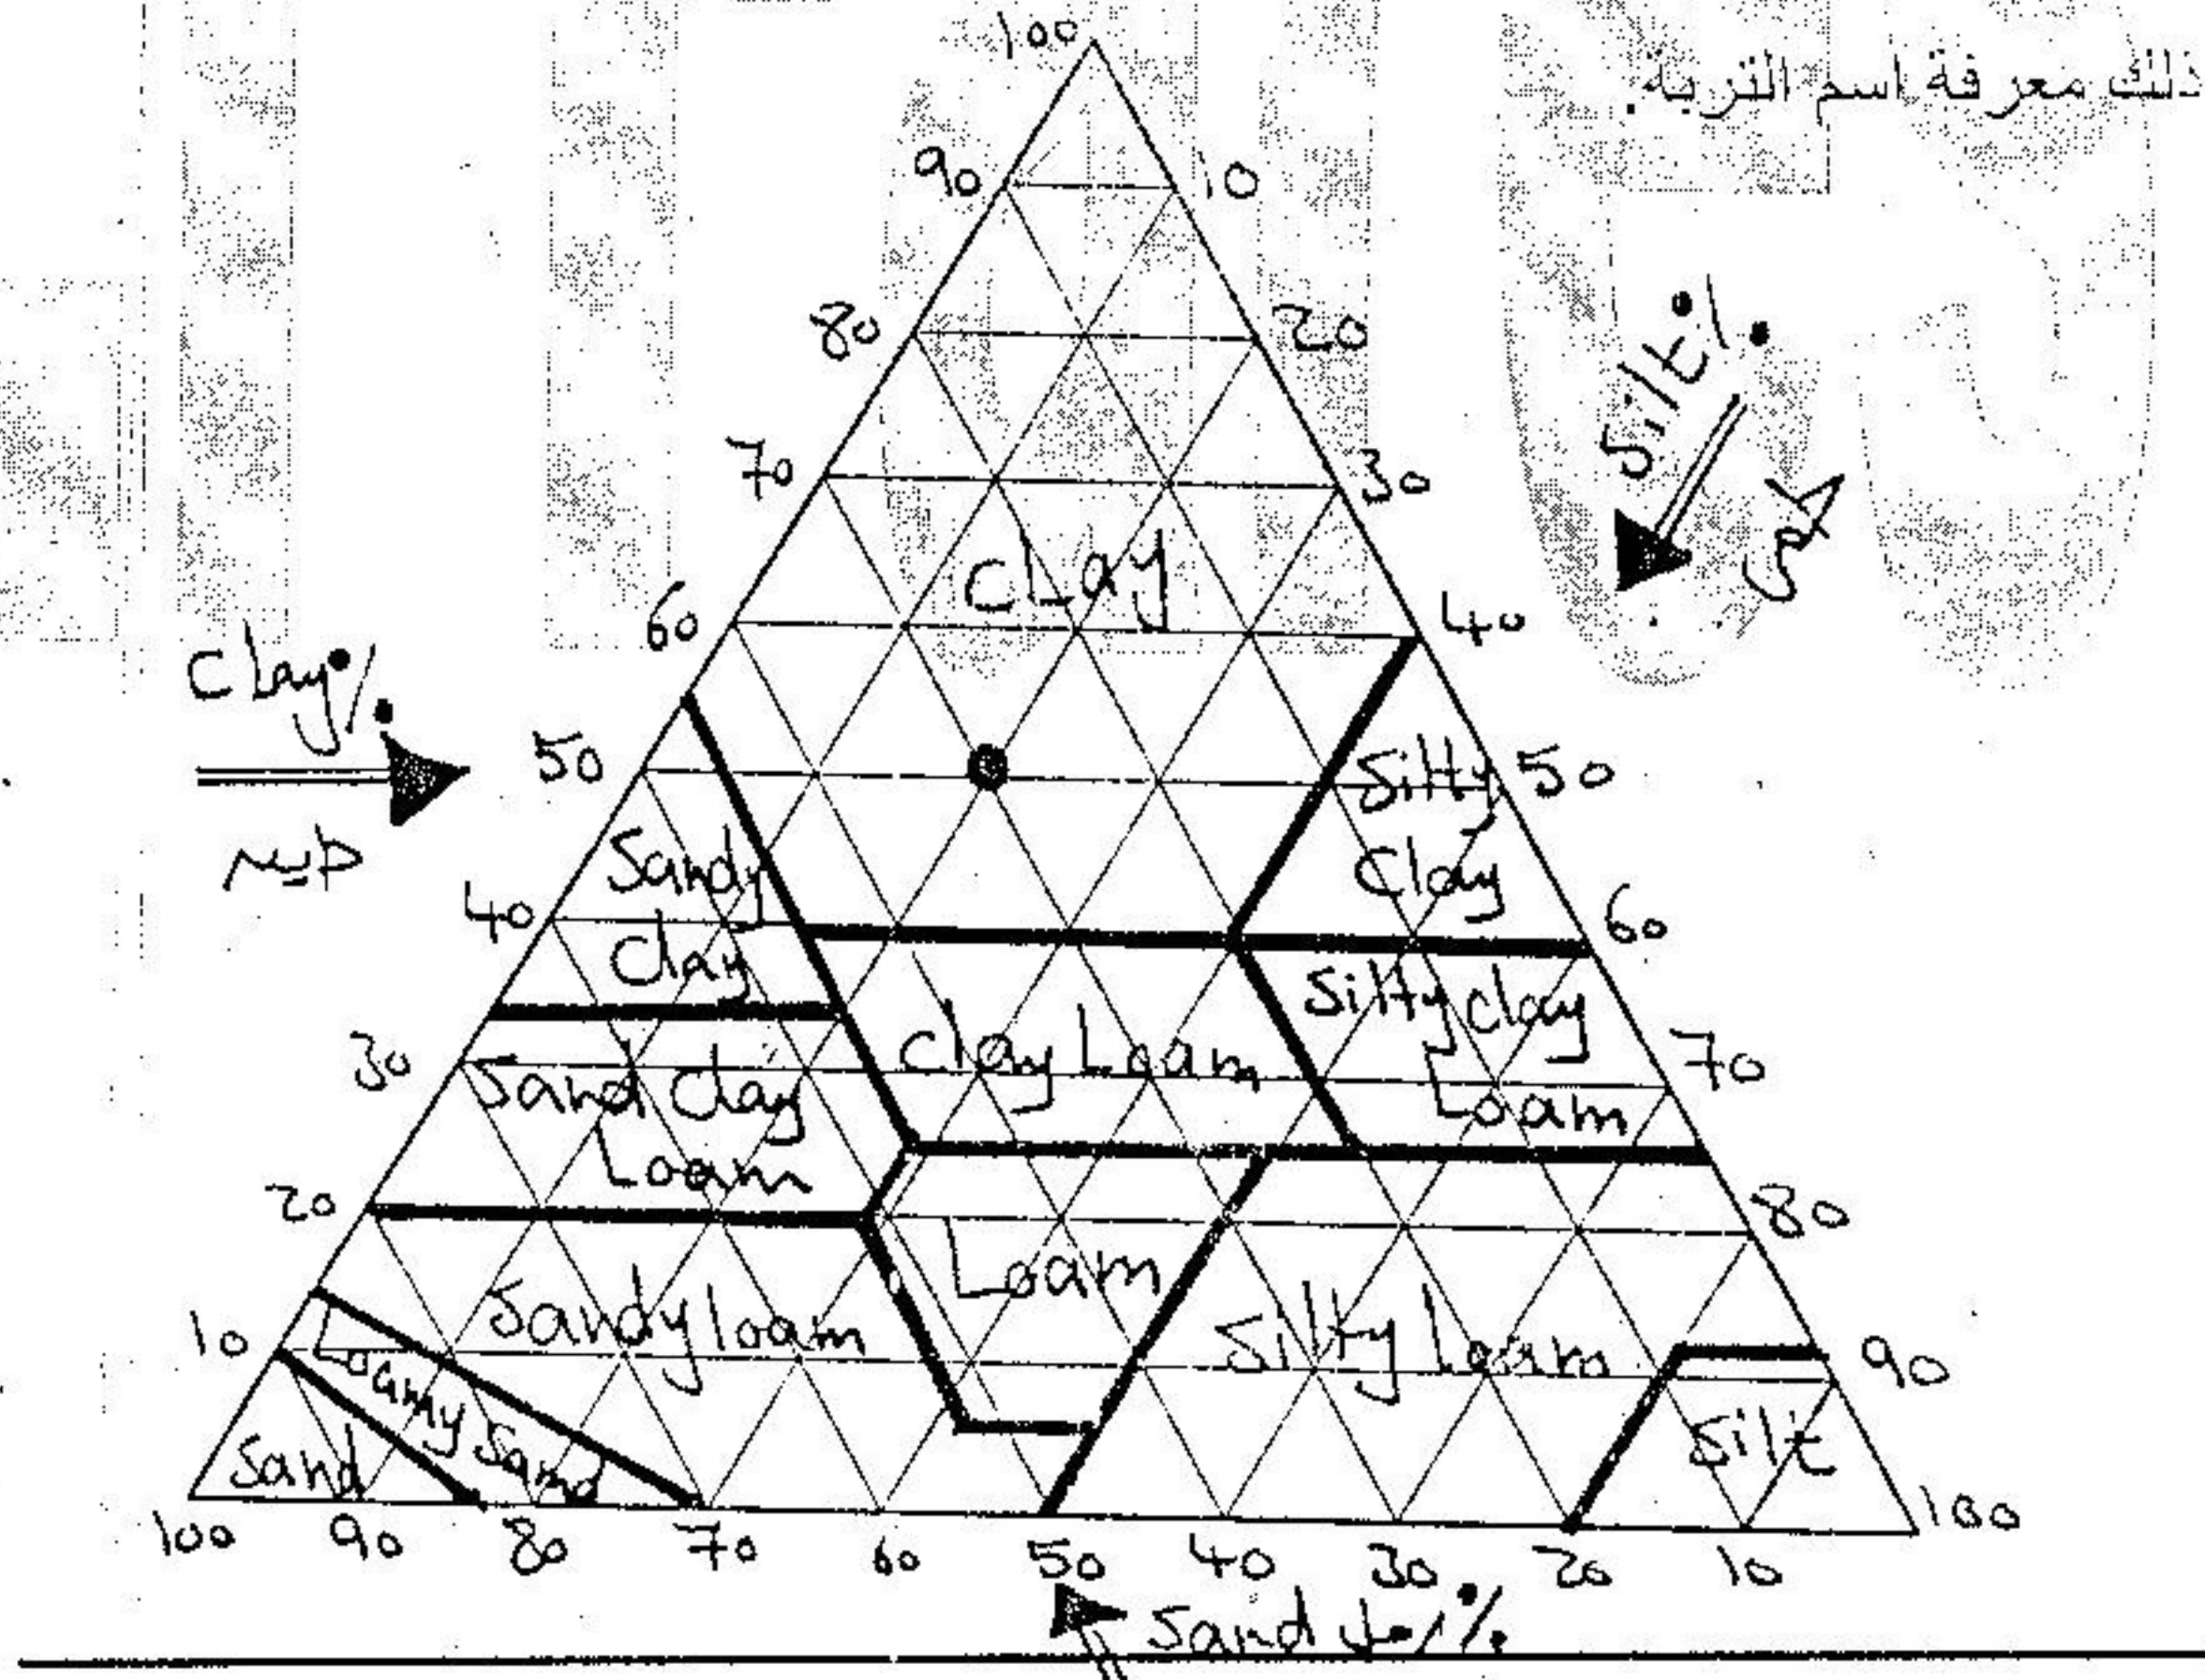 ذلك معرفة اسم التربة.
100
90 10
80 20
Silt%
70 30
CLay
60 40
Clay%
50 50
طين
Silty
Clay
Sandy
Clay
40 60
Silty clay
Loam
30 70
Clay Loam
Sand Clay
Loam
20 80
Loam
Sandy loam
Silty Loam
10 90
Loamy Sand
Sand
Silt
100 90 80 70 60 50 40 30 20 10 100
Sand رمل%